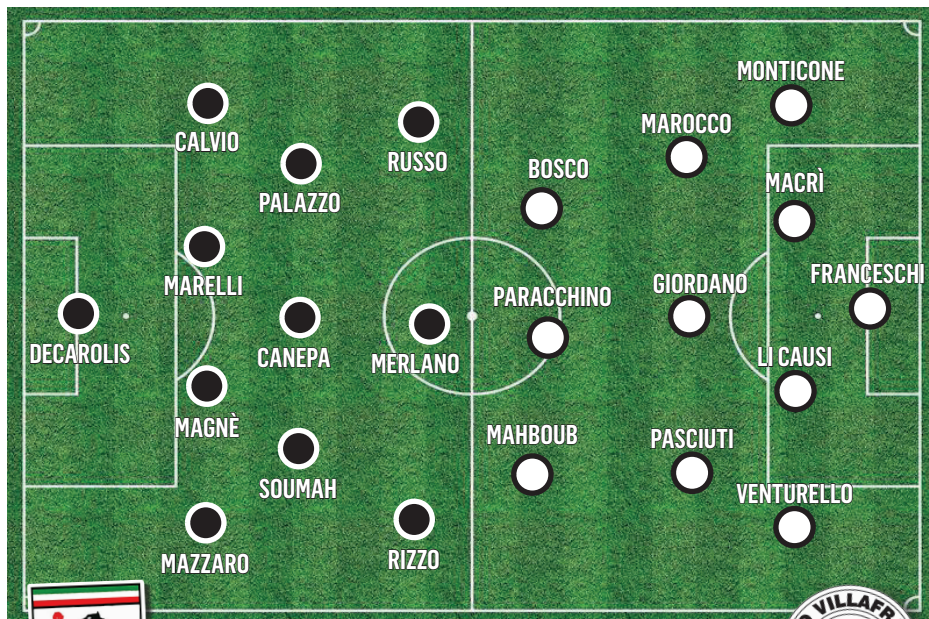 MONTICONE
MAROCCO
CALVIO
RUSSO
BOSCO
MACRÌ
PALAZZO
FRANCESCHI
MARELLI
GIORDANO
PARACCHINO
DECAROLIS
CANEPA
MERLANO
LI CAUSI
MAGNÈ
MAHBOUB
PASCIUTI
SOUMAH
VENTURELLO
MAZZARO
RIZZO